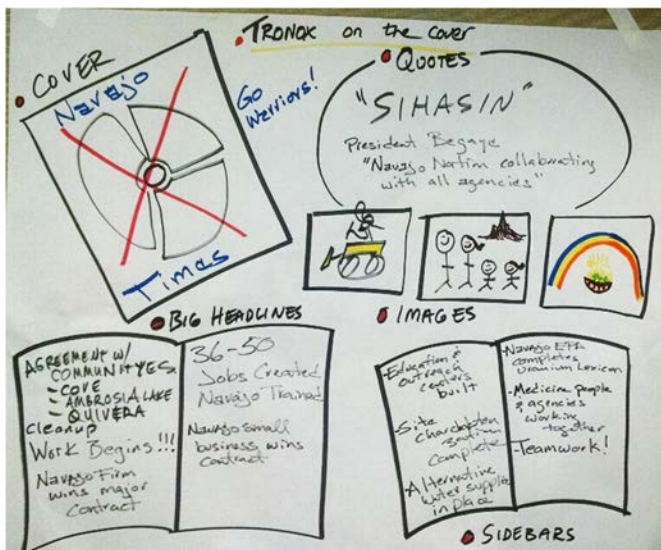 TRONOX on the cover
COVER
Navajo
Times
Go
Warriors!
QUOTES
"SIHASIN"
President Begaye
"Navajo Nation collaborating
with all agencies"
BIG HEADLINES
AGREEMENT W/
COMMUNITYES
- COVE
- AMBROSIA LAKE
- QUIVERA
Cleanup
Work Begins!!!
Navajo Firm
wins major
contract
36-50
Jobs Created
Navajo Trained
Navajo small
business wins
contract
IMAGES
- Education &
outreach
centers
built
- Site
complete
- Alternative
water supplies
in place
- Navajo EPA
completes
Uranium Lexicon
- Medicine people
& agencies
working
together
- Teamwork!
SIDEBARS